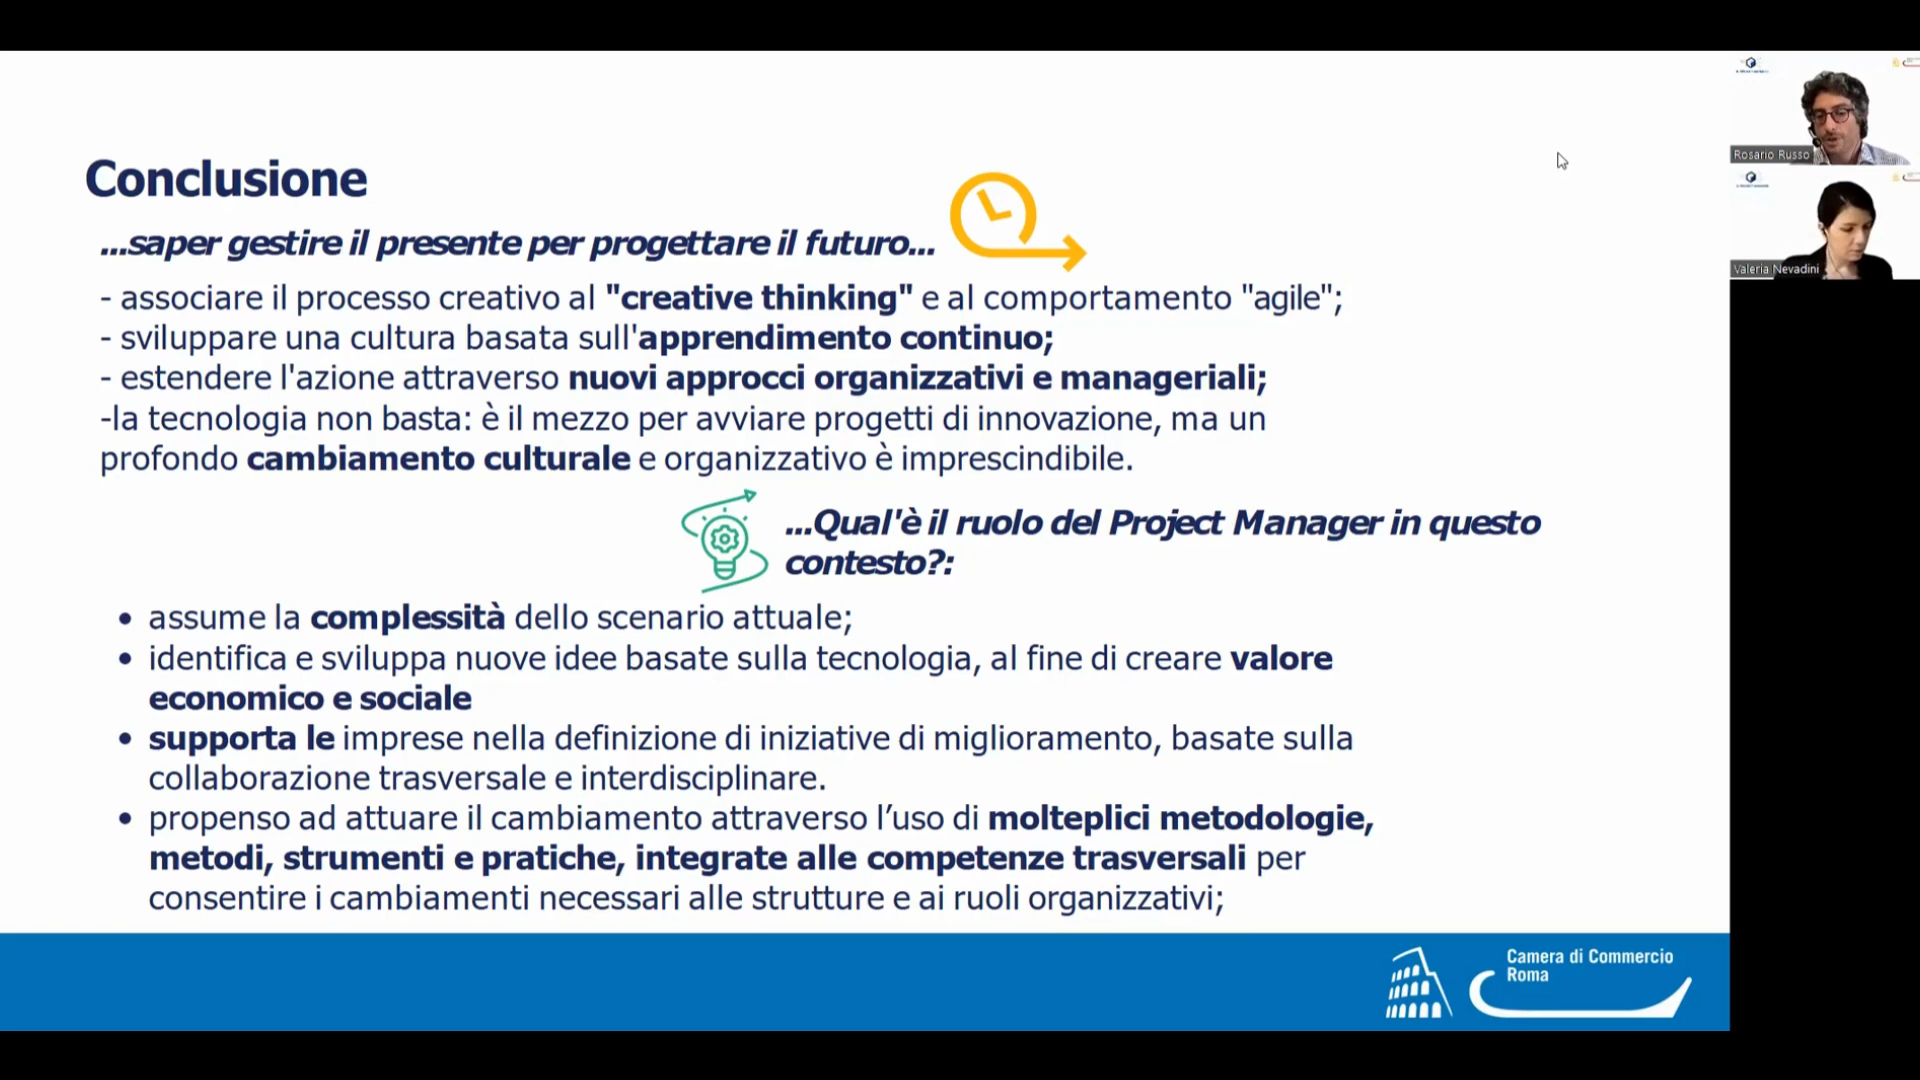 Conclusione
...saper gestire il presente per progettare il futuro...
- associare il processo creativo al "creative thinking" e al comportamento "agile";
- sviluppare una cultura basata sull'apprendimento continuo;
- estendere l'azione attraverso nuovi approcci organizzativi e manageriali;
-la tecnologia non basta: è il mezzo per avviare progetti di innovazione, ma un
profondo cambiamento culturale e organizzativo è imprescindibile.
...Qual'è il ruolo del Project Manager in questo
contesto?:
• assume la complessità dello scenario attuale;
• identifica e sviluppa nuove idee basate sulla tecnologia, al fine di creare valore
economico e sociale
• supporta le imprese nella definizione di iniziative di miglioramento, basate sulla
collaborazione trasversale e interdisciplinare.
• propenso ad attuare il cambiamento attraverso l’uso di molteplici metodologie,
metodi, strumenti e pratiche, integrate alle competenze trasversali per
consentire i cambiamenti necessari alle strutture e ai ruoli organizzativi;
Camera di Commercio
Roma
Rosario Russo
Valeria Nevadini